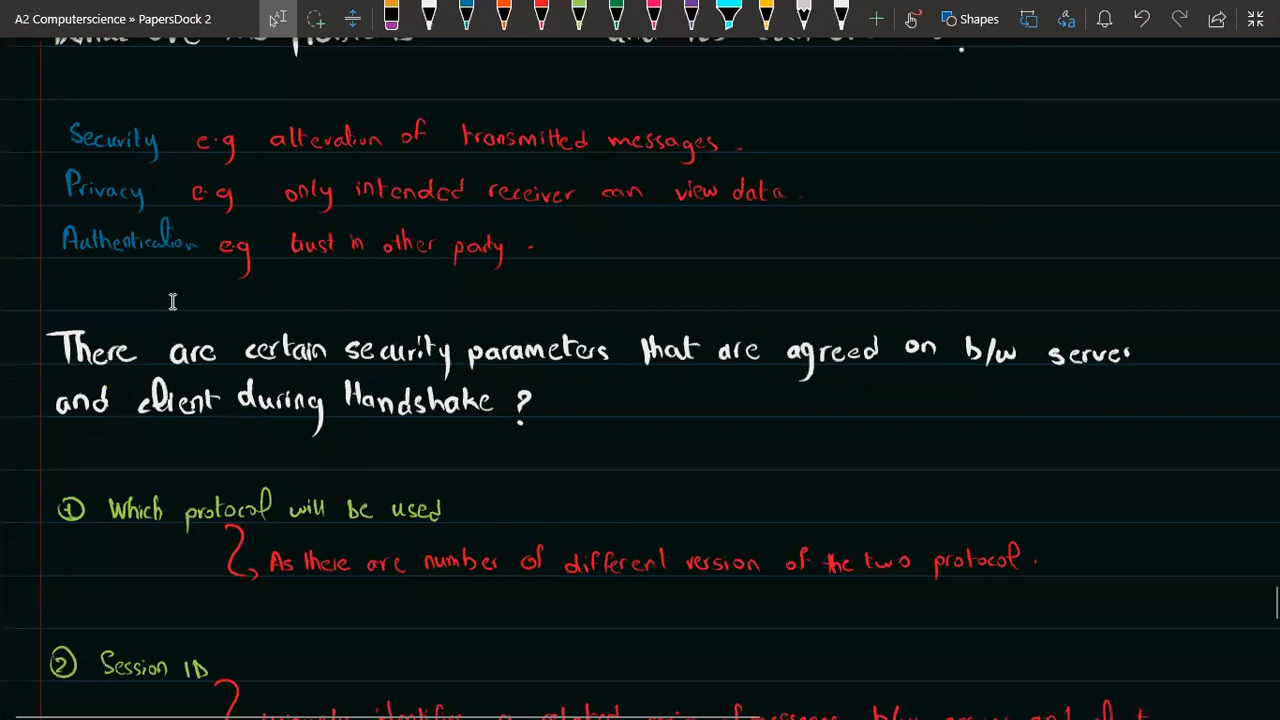 A2 Computerscience » PapersDock 2
Shapes
Security e.g alteration of transmitted messages.
Privacy e.g only intended receiver can view data.
Authentication e.g trust in other party.
There are certain security parameters that are agreed on b/w server
and client during Handshake ?
① Which protocol will be used
As there are number of different version of the two protocol.
② Session ID